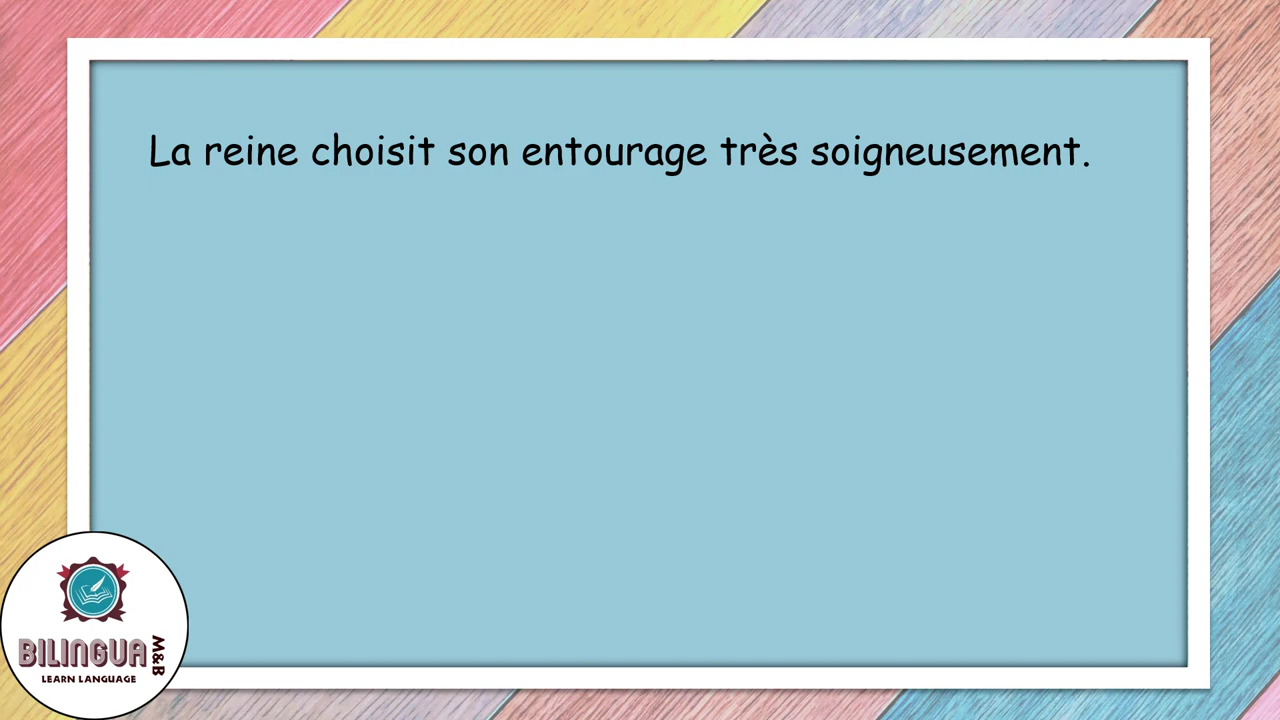 La reine choisit son entourage très soigneusement.
BILINGUA
M&B
LEARN LANGUAGE